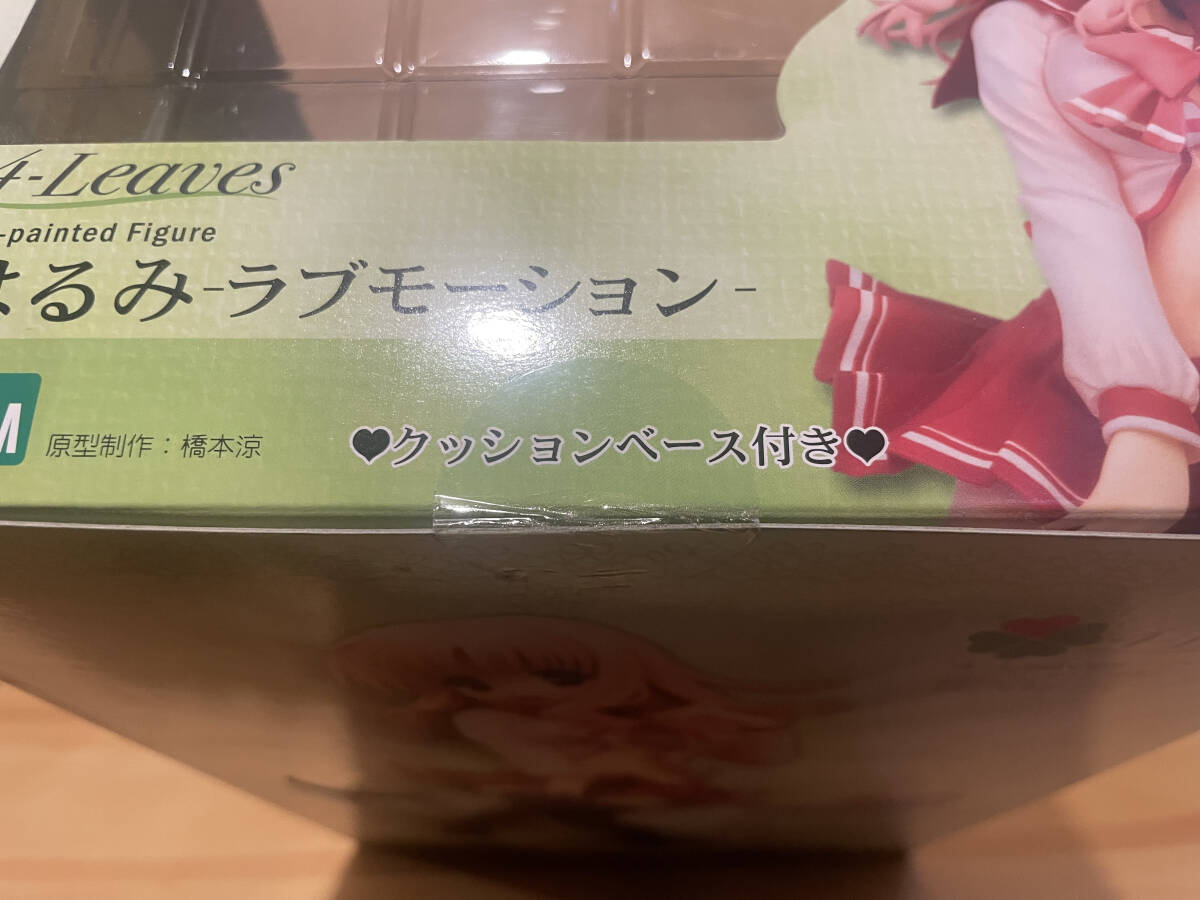 4-Leaves
-painted Figure
はるみ-ラブモーション-
M
原型制作：橋本涼
♥クッションベース付き♥